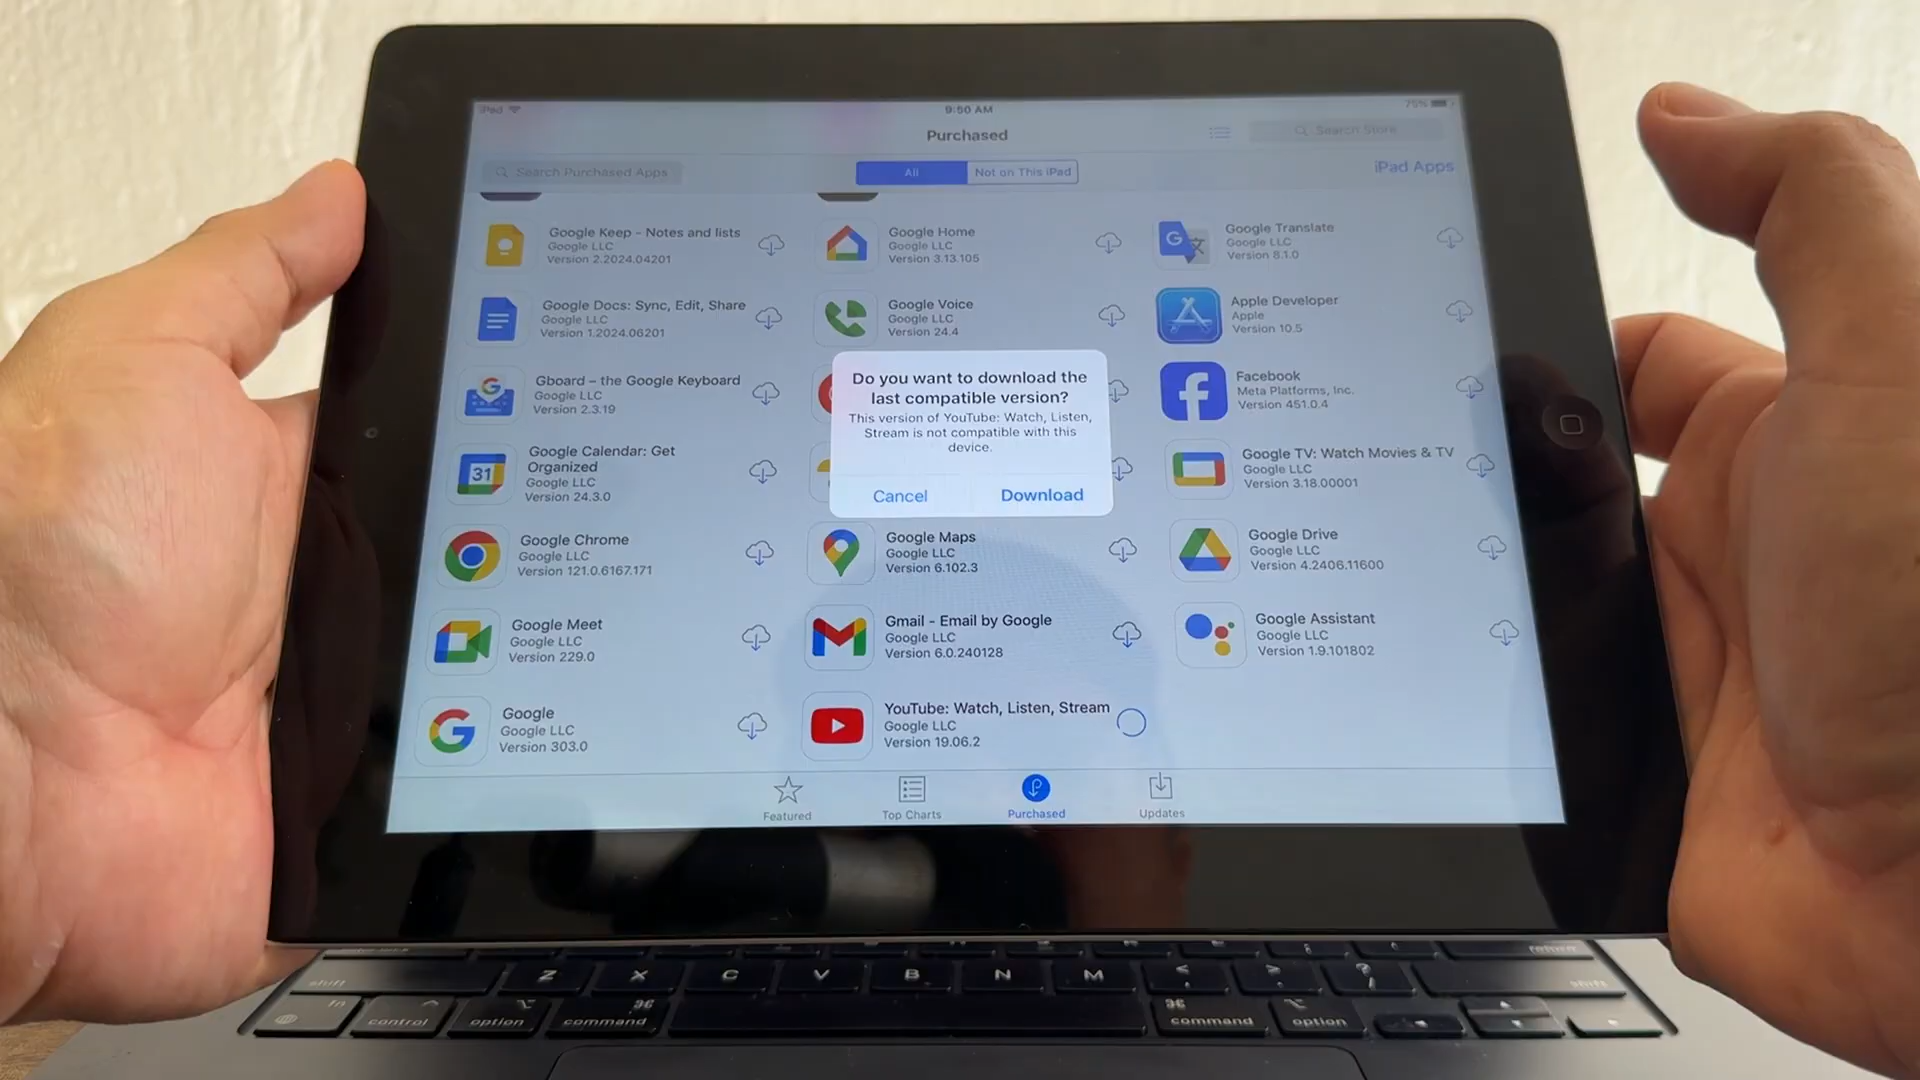 iPad
9:50 AM
75%
Purchased
Search Store
Search Purchased Apps
All
Not on This iPad
iPad Apps
Google Keep - Notes and lists
Google LLC
Version 2.2024.04201
Google Home
Google LLC
Version 3.13.105
Google Translate
Google LLC
Version 8.1.0
Google Docs: Sync, Edit, Share
Google LLC
Version 1.2024.06201
Google Voice
Google LLC
Version 24.4
Apple Developer
Apple
Version 10.5
Gboard – the Google Keyboard
Google LLC
Version 2.3.19
Do you want to download the
last compatible version?
This version of YouTube: Watch, Listen,
Stream is not compatible with this
device.
Cancel
Download
Facebook
Meta Platforms, Inc.
Version 451.0.4
31
Google Calendar: Get
Organized
Google LLC
Version 24.3.0
Google TV: Watch Movies & TV
Google LLC
Version 3.18.00001
Google Chrome
Google LLC
Version 121.0.6167.171
Google Maps
Google LLC
Version 6.102.3
Google Drive
Google LLC
Version 4.2406.11600
Google Meet
Google LLC
Version 229.0
Gmail - Email by Google
Google LLC
Version 6.0.240128
Google Assistant
Google LLC
Version 1.9.101802
Google
Google LLC
Version 303.0
YouTube: Watch, Listen, Stream
Google LLC
Version 19.06.2
Featured
Top Charts
Purchased
Updates
return
shift
Z
X
C
V
B
N
M
<
>
?
shift
fn
control
option
command
command
option